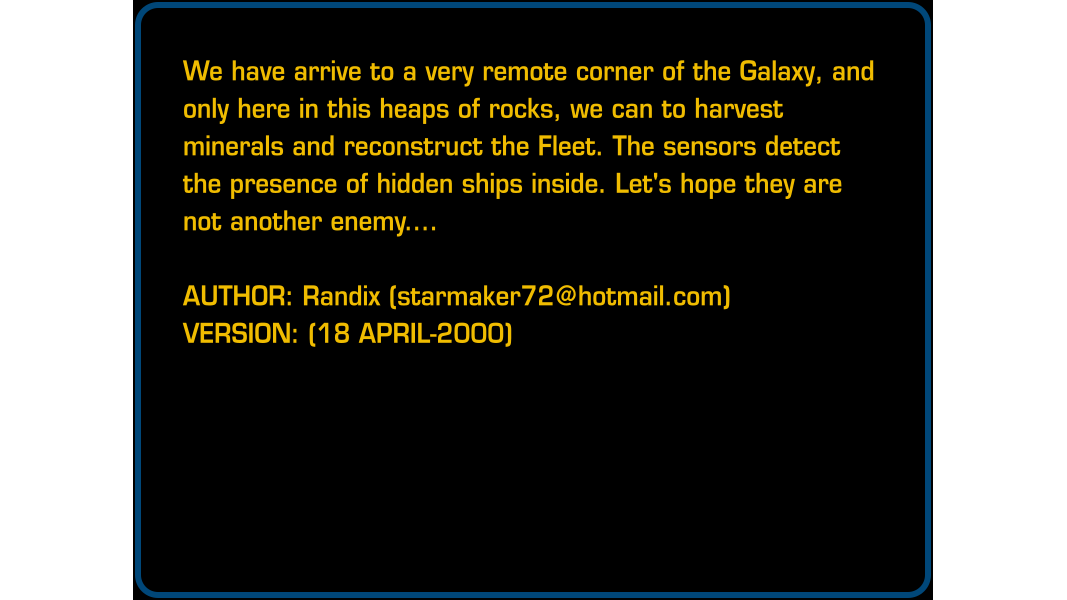 We have arrive to a very remote corner of the Galaxy, and
only here in this heaps of rocks, we can to harvest
minerals and reconstruct the Fleet. The sensors detect
the presence of hidden ships inside. Let's hope they are
not another enemy....
AUTHOR: Randix (starmaker72@hotmail.com)
VERSION: (18 APRIL-2000)